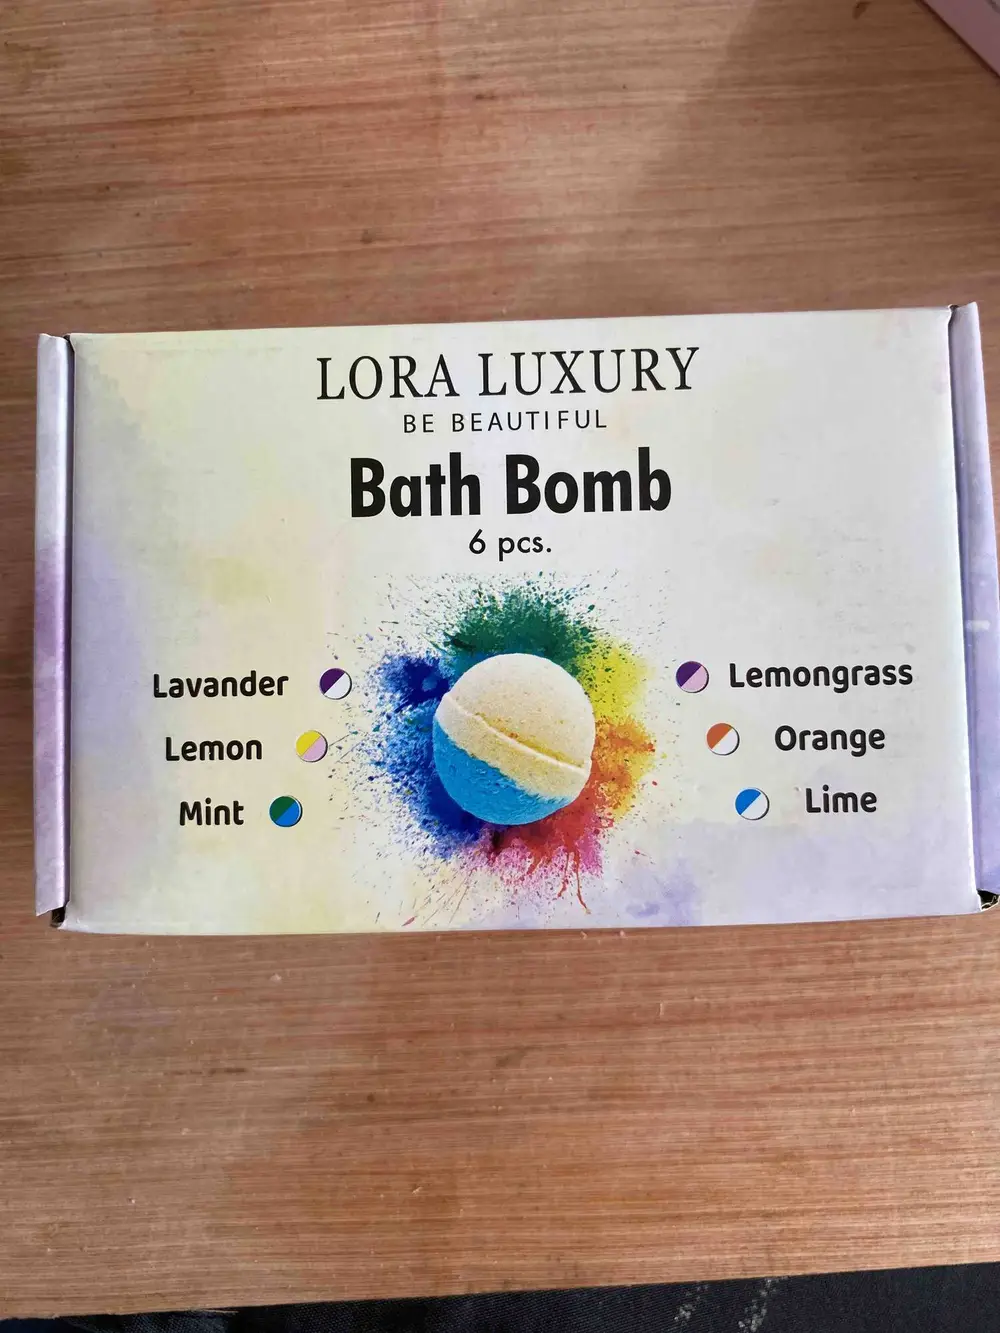 LORA LUXURY
BE BEAUTIFUL
Bath Bomb
6 pcs.
Lavander
Lemon
Mint
Lemongrass
Orange
Lime